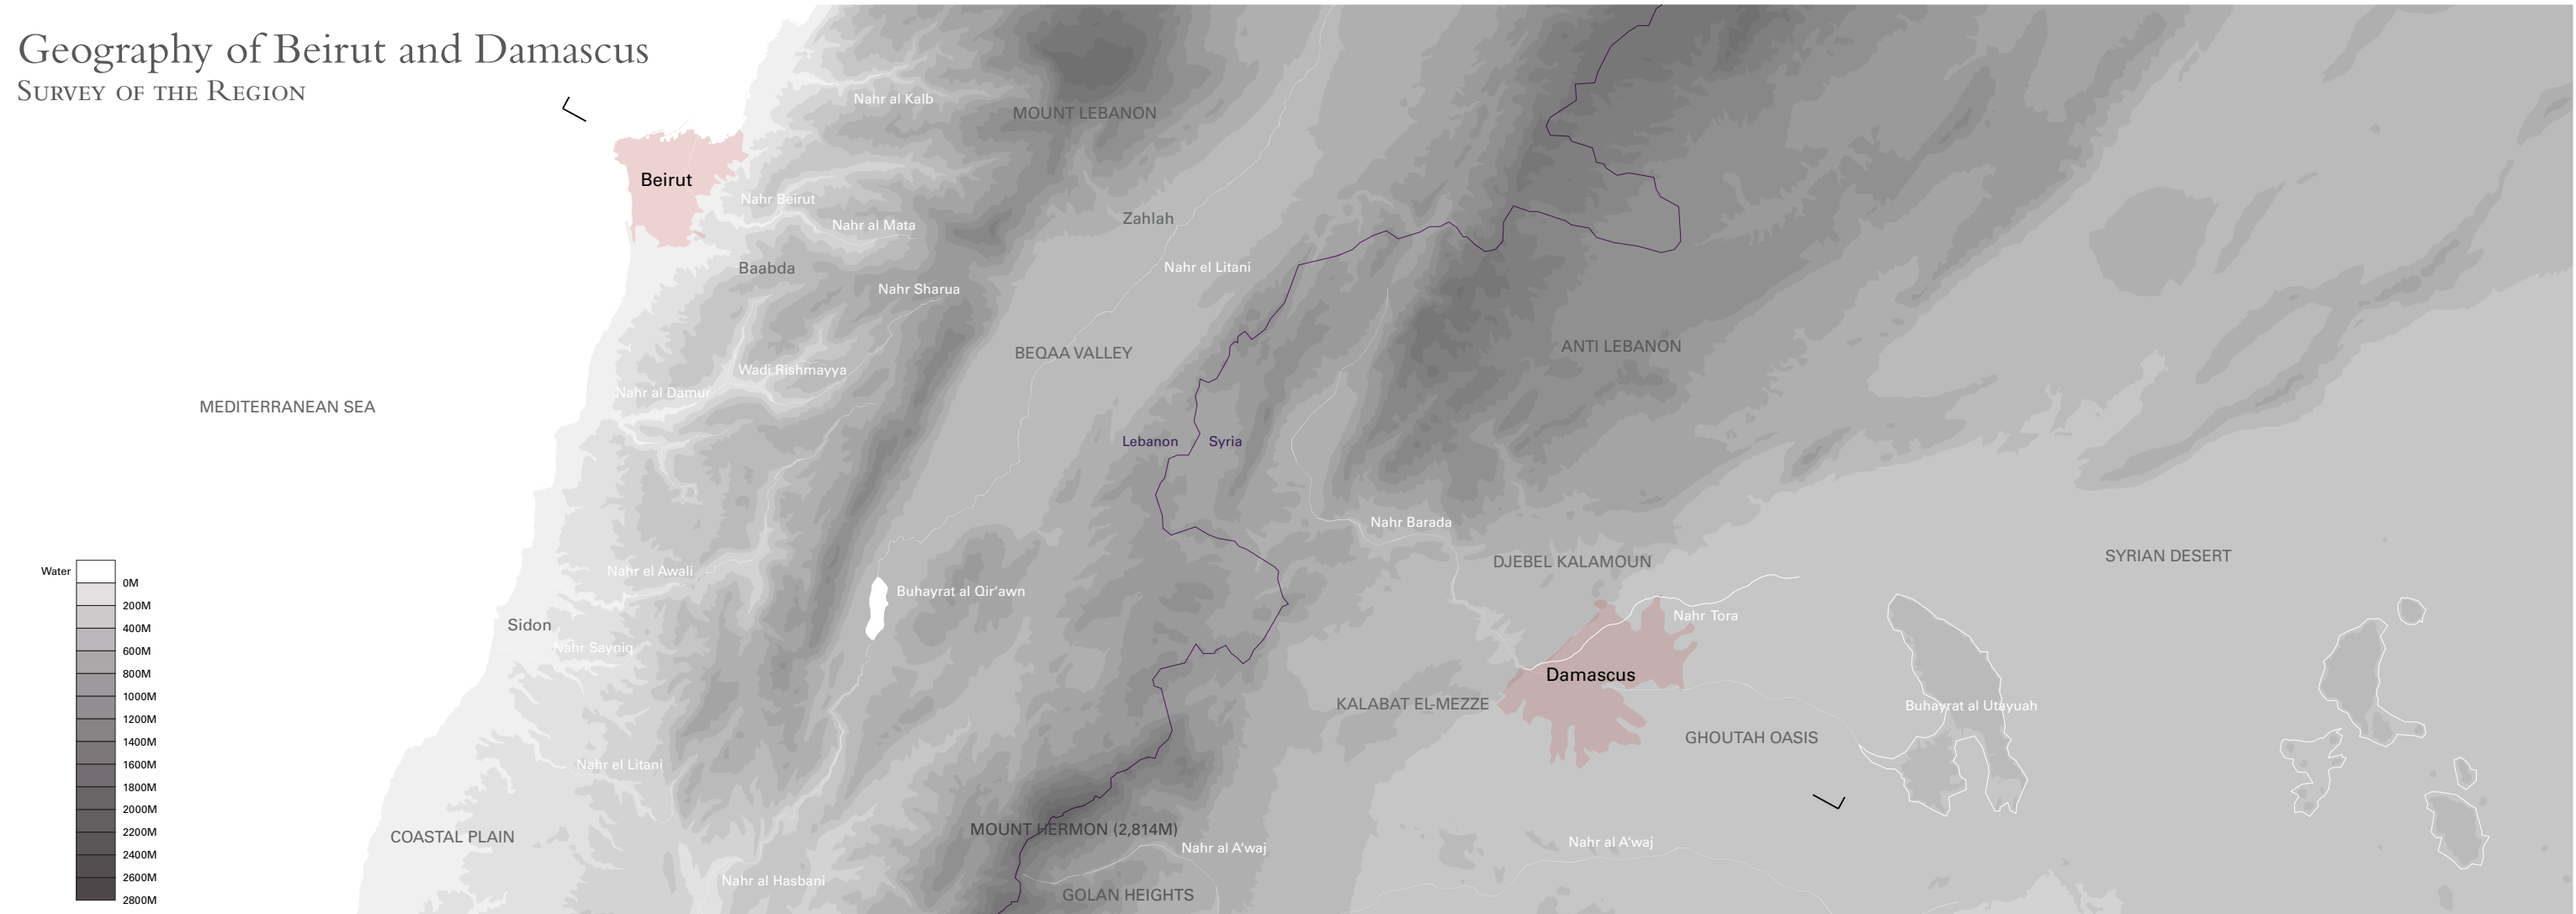 Geography of Beirut and Damascus
SURVEY OF THE REGION
Nahr al Kalb
MOUNT LEBANON
Beirut
Nahr Beirut
Nahr al Mata
Zahlah
Baabda
Nahr el Litani
Nahr Sharua
BEQAA VALLEY
ANTI LEBANON
Wadi Rishmayya
Nahr al Damur
MEDITERRANEAN SEA
Lebanon
Syria
Nahr Barada
DJEBEL KALAMOUN
SYRIAN DESERT
Nahr el Awali
Buhayrat al Qir'awn
Nahr Tora
Sidon
Nahr Sayniq
Damascus
KALABAT EL-MEZZE
Buhayrat al Utayuah
GHOUTAH OASIS
Nahr el Litani
MOUNT HERMON (2,814M)
COASTAL PLAIN
Nahr al A'waj
Nahr al A'waj
Nahr al Hasbani
GOLAN HEIGHTS
Water
0M
200M
400M
600M
800M
1000M
1200M
1400M
1600M
1800M
2000M
2200M
2400M
2600M
2800M